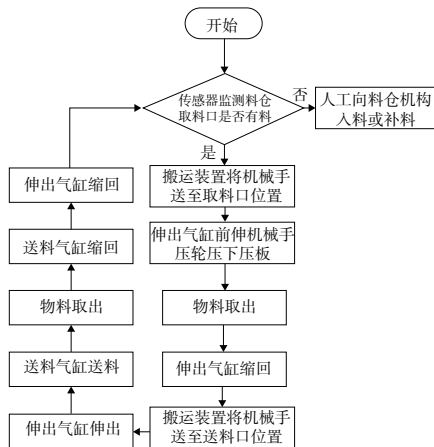 开始
传感器监测料仓
取料口是否有料
否
人工向料仓机构
入料或补料
是
搬运装置将机械手
送至取料口位置
伸出气缸前伸机械手
压轮压下压板
物料取出
伸出气缸缩回
搬运装置将机械手
送至送料口位置
伸出气缸伸出
送料气缸送料
物料取出
送料气缸缩回
伸出气缸缩回